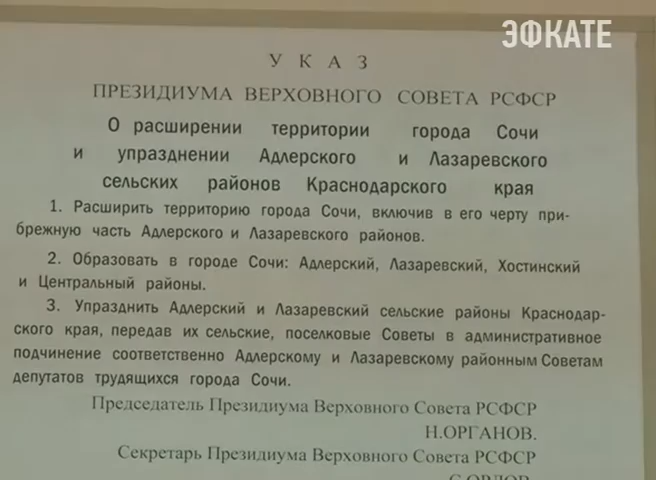 ЭФКАТЕ
УКАЗ
ПРЕЗИДИУМА ВЕРХОВНОГО СОВЕТА РСФСР
О расширении территории города Сочи
и упразднении Адлерского и Лазаревского
сельских районов Краснодарского края
1. Расширить территорию города Сочи, включив в его черту при-
брежную часть Адлерского и Лазаревского районов.
2. Образовать в городе Сочи: Адлерский, Лазаревский, Хостинский
и Центральный районы.
3. Упразднить Адлерский и Лазаревский сельские районы Краснодар-
ского края, передав их сельские, поселковые Советы в административное
подчинение соответственно Адлерскому и Лазаревскому районным Советам
депутатов трудящихся города Сочи.
Председатель Президиума Верховного Совета РСФСР
Н.ОРГАНОВ.
Секретарь Президиума Верховного Совета РСФСР